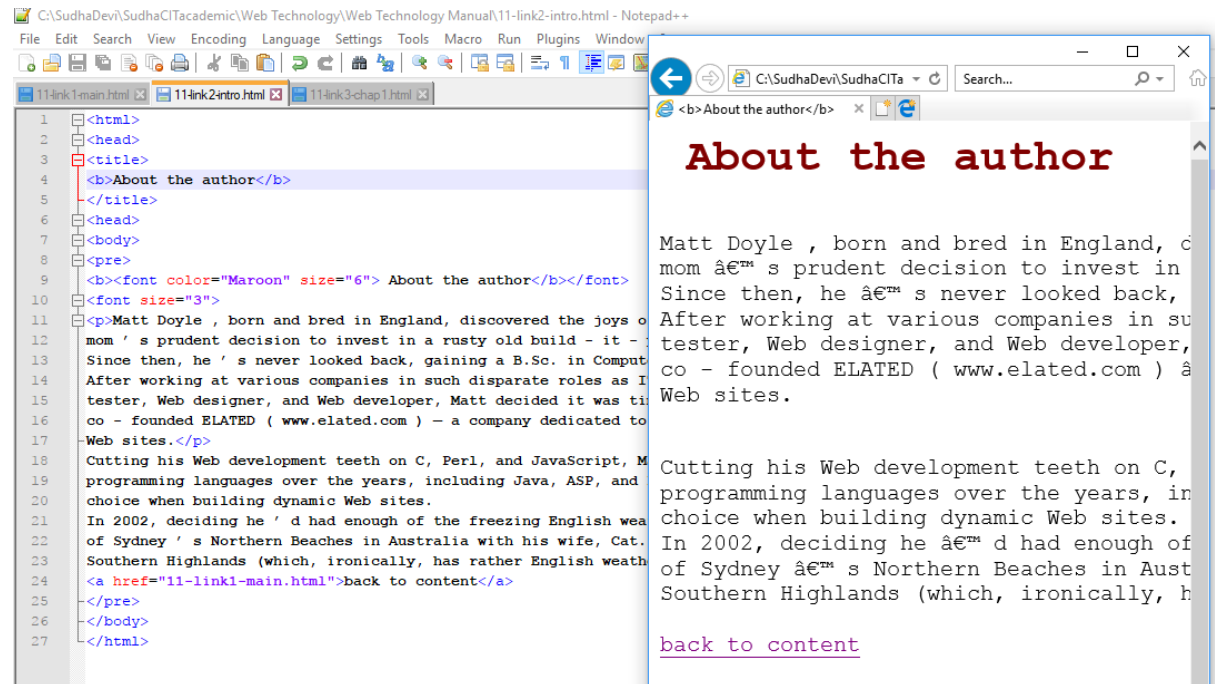 C:\SudhaDevi\SudhaCITacademic\Web Technology\Web Technology Manual\11-link2-intro.html - Notepad++
File Edit Search View Encoding Language Settings Tools Macro Run Plugins Window
11-link1-main.html 11-link2-intro.html 11-link3-chap1.html
1 <html>
2 <head>
3 <title>
4 <b>About the author</b>
5 </title>
6 <head>
7 <body>
8 <pre>
9 <b><font color="Maroon" size="6"> About the author</b></font>
10 <font size="3">
11 <p>Matt Doyle , born and bred in England, discovered the joys o
12 mom ’ s prudent decision to invest in a rusty old build - it -
13 Since then, he ’ s never looked back, gaining a B.Sc. in Comput
14 After working at various companies in such disparate roles as I
15 tester, Web designer, and Web developer, Matt decided it was ti
16 co - founded ELATED ( www.elated.com ) — a company dedicated to
17 Web sites.</p>
18 Cutting his Web development teeth on C, Perl, and JavaScript, M
19 programming languages over the years, including Java, ASP, and
20 choice when building dynamic Web sites.
21 In 2002, deciding he ’ d had enough of the freezing English wea
22 of Sydney ’ s Northern Beaches in Australia with his wife, Cat.
23 Southern Highlands (which, ironically, has rather English weath
24 <a href="11-link1-main.html">back to content</a>
25 </pre>
26 </body>
27 </html>
C:\SudhaDevi\SudhaCITa Search...
<b>About the author</b>
About the author
Matt Doyle , born and bred in England, d
mom â€™ s prudent decision to invest in
Since then, he â€™ s never looked back,
After working at various companies in su
tester, Web designer, and Web developer,
co - founded ELATED ( www.elated.com ) â
Web sites.
Cutting his Web development teeth on C,
programming languages over the years, in
choice when building dynamic Web sites.
In 2002, deciding he â€™ d had enough of
of Sydney â€™ s Northern Beaches in Aust
Southern Highlands (which, ironically, h
back to content